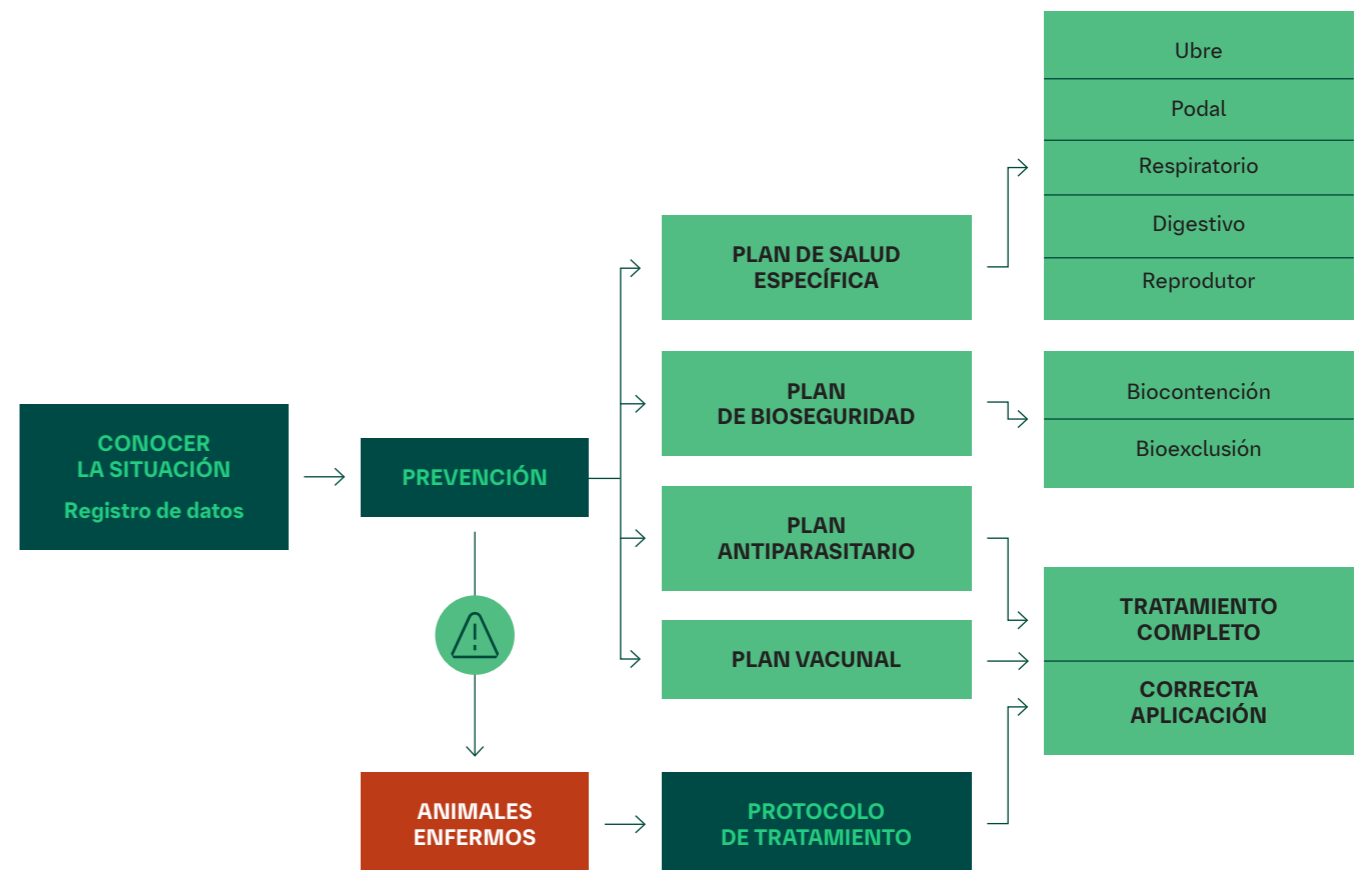 CONOCER
LA SITUACIÓN
Registro de datos
PREVENCIÓN
ANIMALES
ENFERMOS
PLAN DE SALUD
ESPECÍFICA
PLAN
DE BIOSEGURIDAD
PLAN
ANTIPARASITARIO
PLAN VACUNAL
PROTOCOLO
DE TRATAMIENTO
Ubre
Podal
Respiratorio
Digestivo
Reprodutor
Biocontención
Bioexclusión
TRATAMIENTO
COMPLETO
CORRECTA
APLICACIÓN